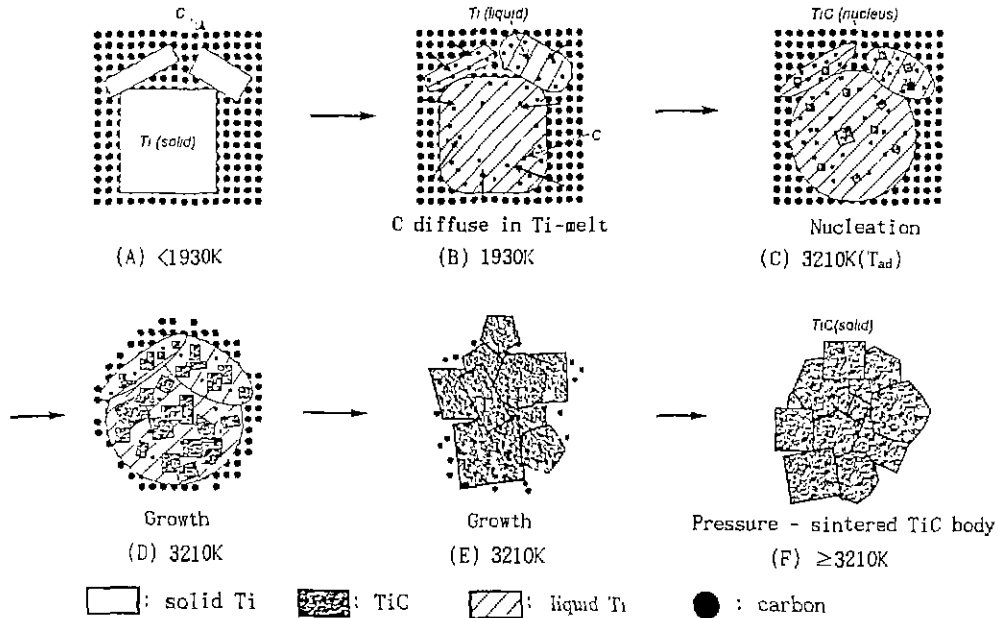 C
Ti (solid)
(A) <1930K
Ti (liquid)
C
C diffuse in Ti-melt
(B) 1930K
TiC (nucleus)
Nucleation
(C) 3210K(Tad)
Growth
(D) 3210K
Growth
(E) 3210K
TiC(solid)
Pressure - sintered TiC body
(F) ≥3210K
: solid Ti
: TiC
: liquid Ti
: carbon